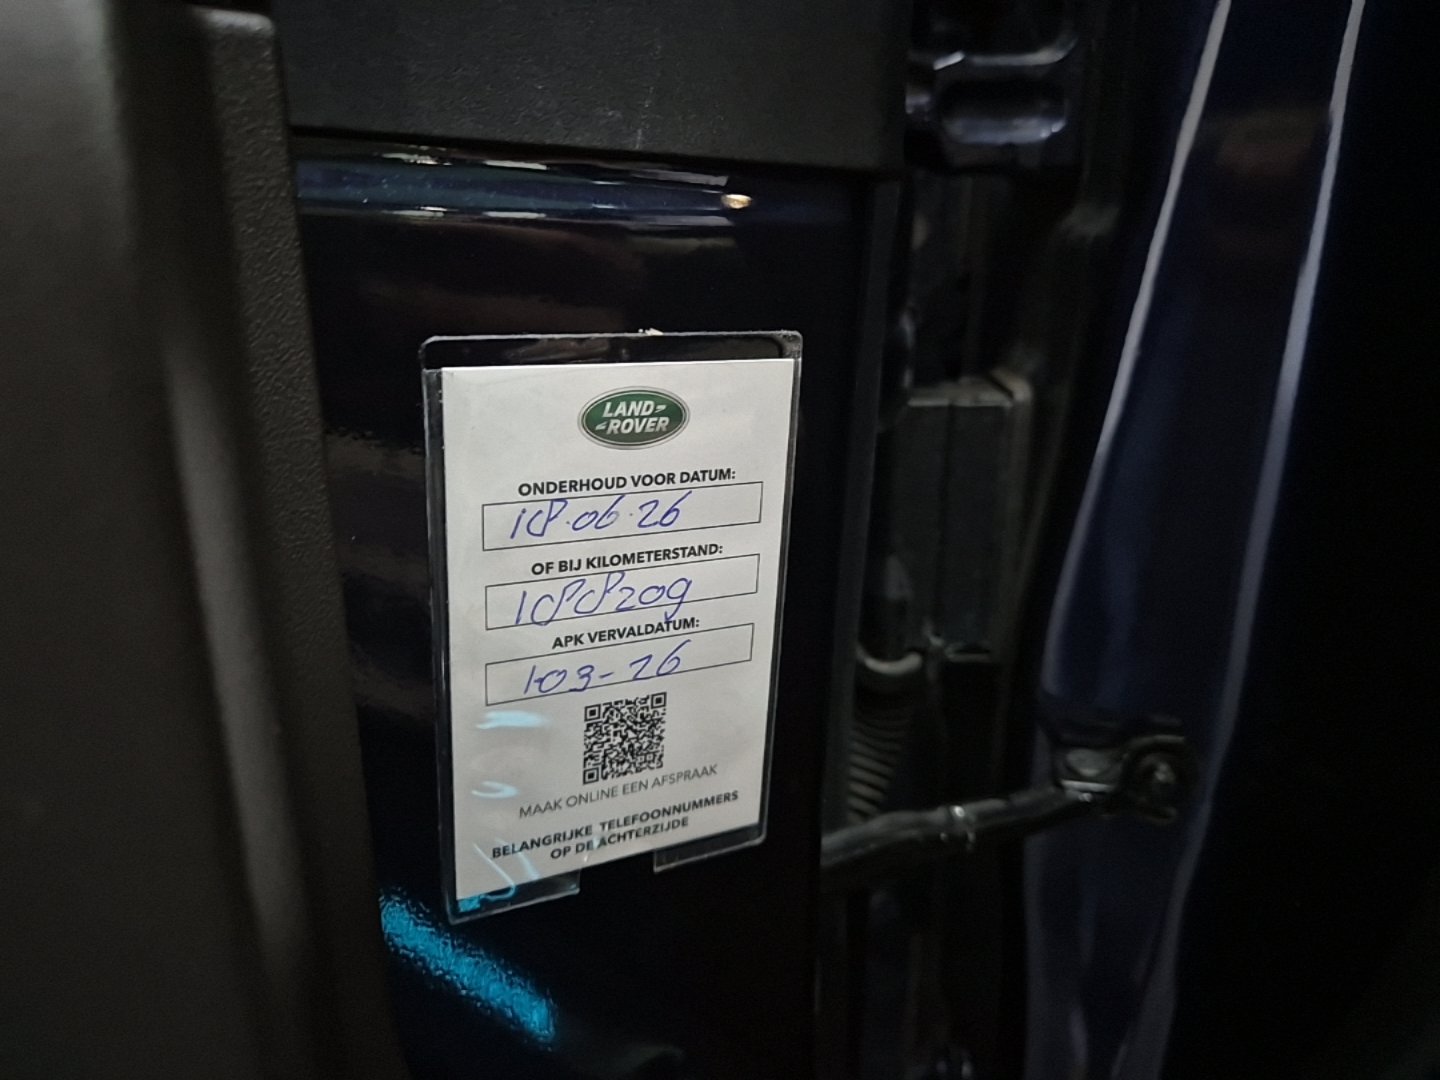 LAND
ROVER
ONDERHOUD VOOR DATUM:
18.06.26
OF BIJ KILOMETERSTAND:
188209
APK VERVALDATUM:
1-03-26
MAAK ONLINE EEN AFSPRAAK
BELANGRIJKE TELEFOONNUMMERS
OP DE ACHTERZIJDE